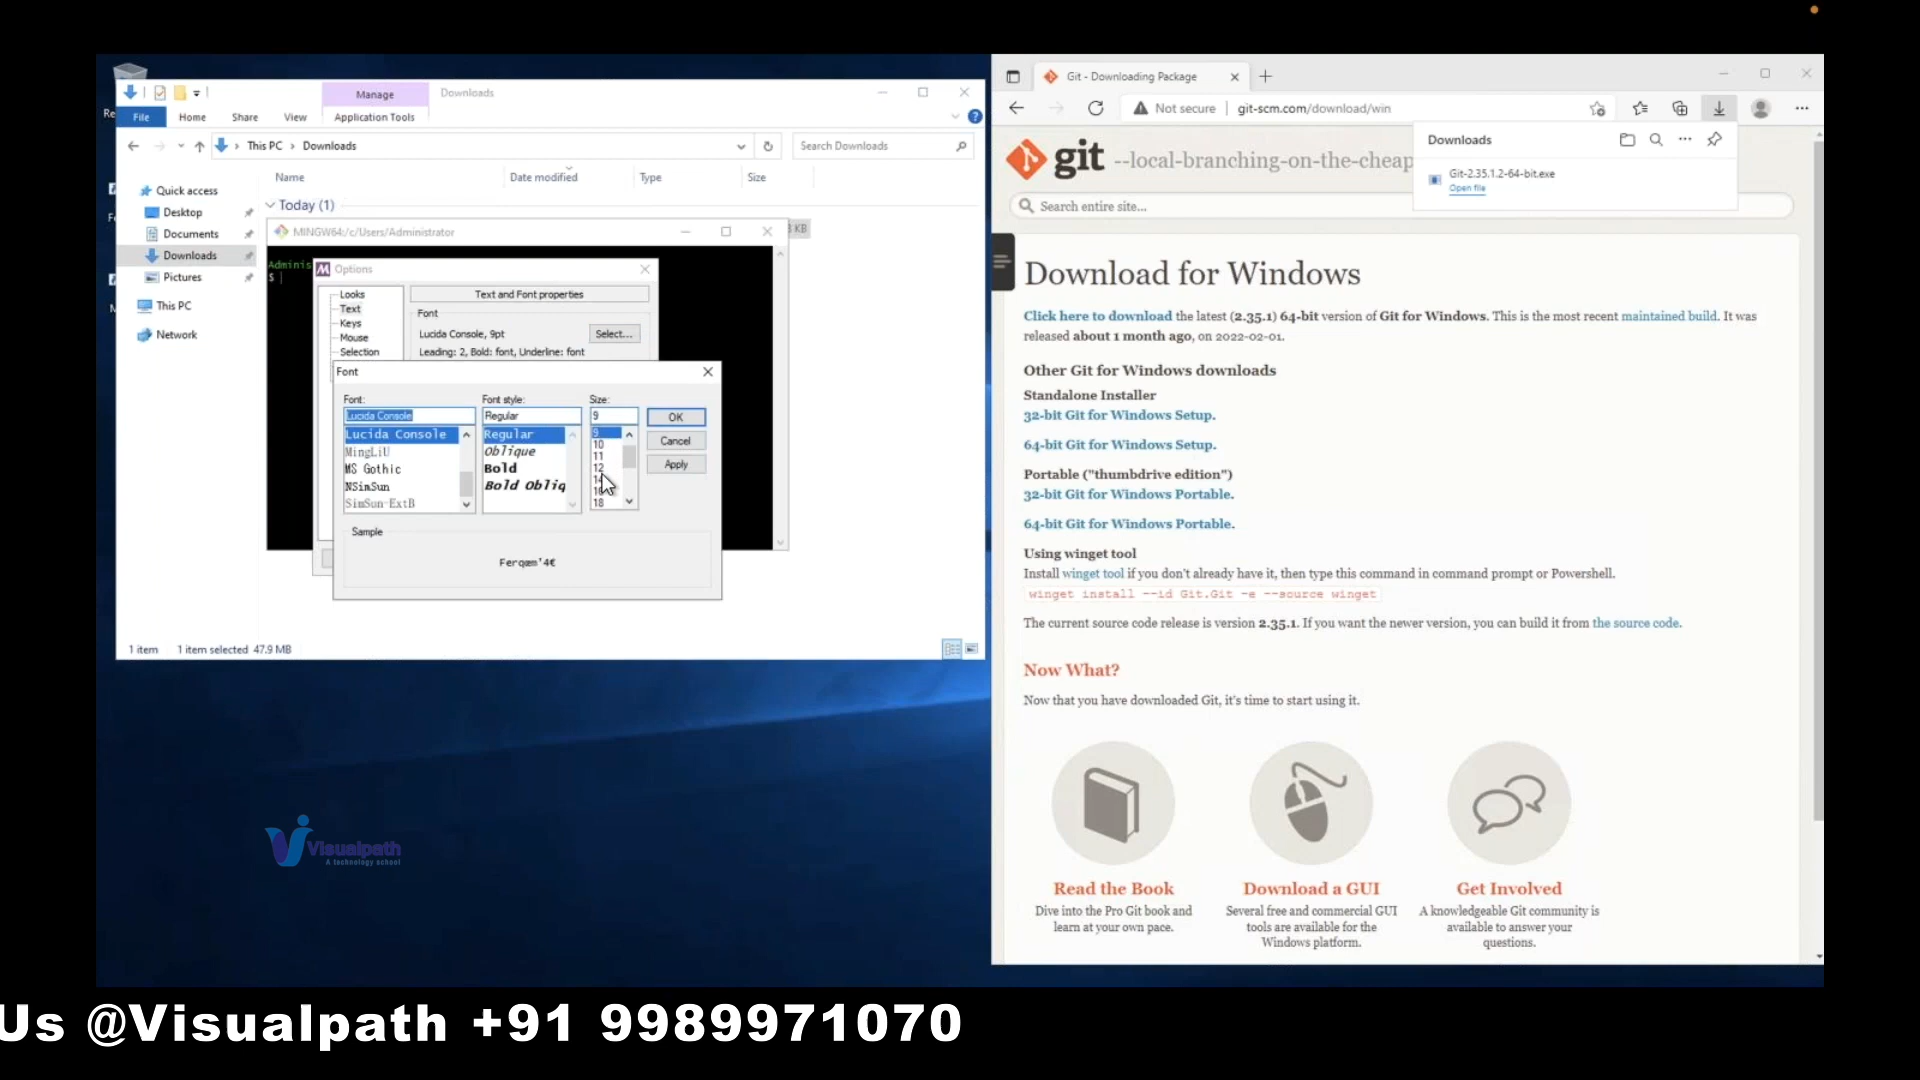 Manage
Downloads
File
Home
Share
View
Application Tools
This PC
Downloads
Search Downloads
Name
Date modified
Type
Size
Quick access
Desktop
Documents
Downloads
Pictures
This PC
Network
Today (1)
MINGW64:/c/Users/Administrator
KB
Adminis
$
Options
Looks
Text
Keys
Mouse
Selection
Text and Font properties
Font
Lucida Console, 9pt
Select...
Leading: 2, Bold: font, Underline: font
Font
Font:
Font style:
Size:
Lucida Console
Regular
9
OK
Lucida Console
MingLiU
MS Gothic
NSimSun
SimSun-ExtB
Regular
Oblique
Bold
Bold Obliq
9
10
11
12
18
Cancel
Apply
Sample
Ferqœm'4€
1 item
1 item selected 47.9 MB
Visualpath
A technology school
Git - Downloading Package
Not secure
git-scm.com/download/win
git --local-branching-on-the-cheap
Search entire site...
Downloads
Git-2.35.1.2-64-bit.exe
Open file
Download for Windows
Click here to download the latest (2.35.1) 64-bit version of Git for Windows. This is the most recent maintained build. It was
released about 1 month ago, on 2022-02-01.
Other Git for Windows downloads
Standalone Installer
32-bit Git for Windows Setup.
64-bit Git for Windows Setup.
Portable ("thumbdrive edition")
32-bit Git for Windows Portable.
64-bit Git for Windows Portable.
Using winget tool
Install winget tool if you don't already have it, then type this command in command prompt or Powershell.
winget install --id Git.Git -e --source winget
The current source code release is version 2.35.1. If you want the newer version, you can build it from the source code.
Now What?
Now that you have downloaded Git, it's time to start using it.
Read the Book
Dive into the Pro Git book and
learn at your own pace.
Download a GUI
Several free and commercial GUI
tools are available for the
Windows platform.
Get Involved
A knowledgeable Git community is
available to answer your
questions.
Us @Visualpath +91 9989971070